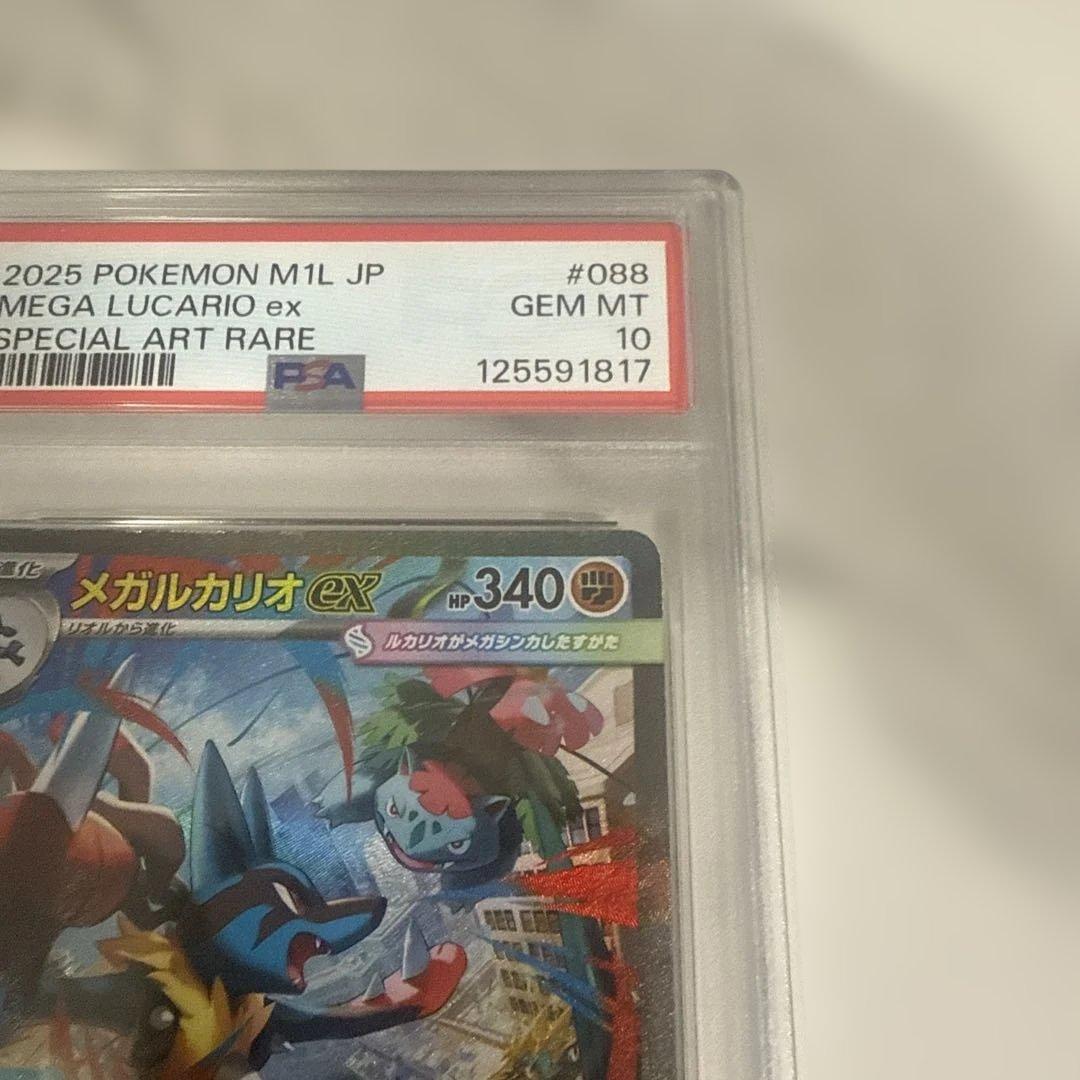 2025 POKEMON M1L JP #088
MEGA LUCARIO ex GEM MT
SPECIAL ART RARE 10
PSA 125591817
進化 メガルカリオex HP340
リオルから進化
ルカリオがメガシンカしたすがた